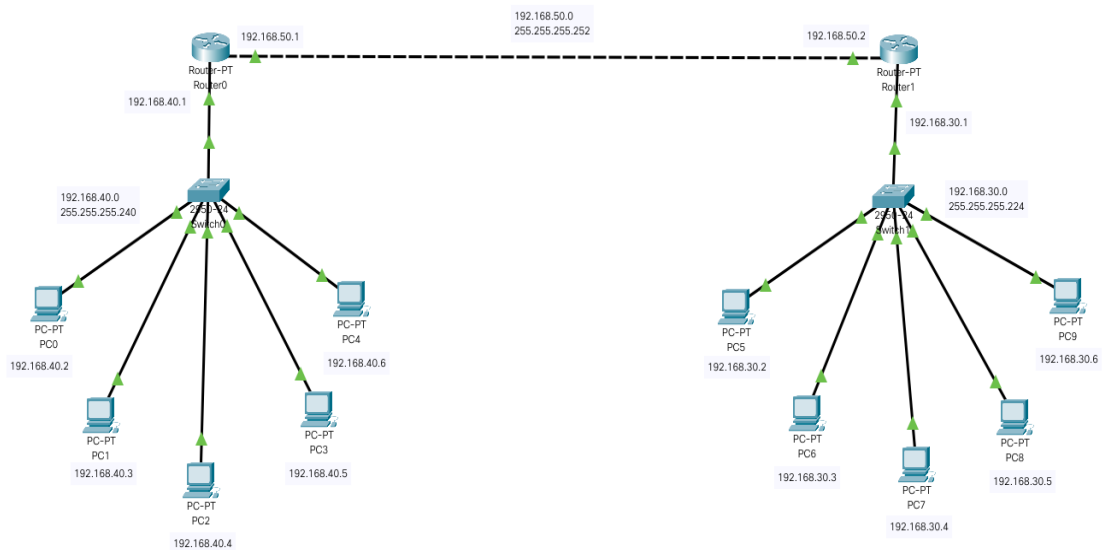 192.168.50.0
255.255.255.252
192.168.50.1
192.168.50.2
Router-PT
Router0
Router-PT
Router1
192.168.40.1
192.168.30.1
192.168.40.0
255.255.255.240
2950-24
Switch0
192.168.30.0
255.255.255.224
2950-24
Switch1
PC-PT
PC0
192.168.40.2
PC-PT
PC4
192.168.40.6
PC-PT
PC5
192.168.30.2
PC-PT
PC9
192.168.30.6
PC-PT
PC1
192.168.40.3
PC-PT
PC3
192.168.40.5
PC-PT
PC2
192.168.40.4
PC-PT
PC6
192.168.30.3
PC-PT
PC8
192.168.30.5
PC-PT
PC7
192.168.30.4